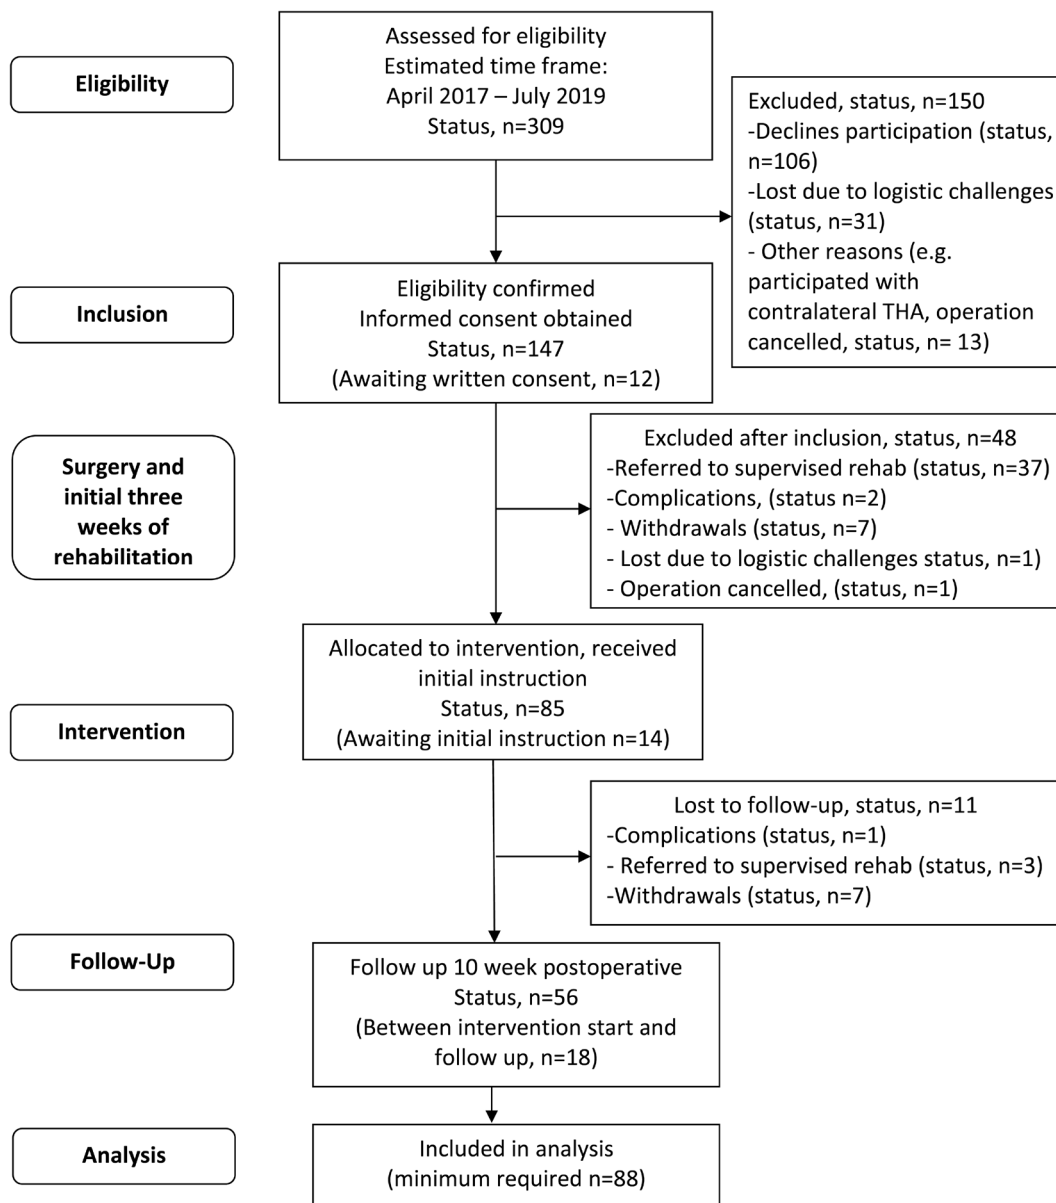 Eligibility
Assessed for eligibility
Estimated time frame:
April 2017 – July 2019
Status, n=309
Excluded, status, n=150
-Declines participation (status,
n=106)
-Lost due to logistic challenges
(status, n=31)
- Other reasons (e.g.
participated with
contralateral THA, operation
cancelled, status, n= 13)
Inclusion
Eligibility confirmed
Informed consent obtained
Status, n=147
(Awaiting written consent, n=12)
Surgery and
initial three
weeks of
rehabilitation
Excluded after inclusion, status, n=48
-Referred to supervised rehab (status, n=37)
-Complications, (status n=2)
- Withdrawals (status, n=7)
- Lost due to logistic challenges status, n=1)
- Operation cancelled, (status, n=1)
Intervention
Allocated to intervention, received
initial instruction
Status, n=85
(Awaiting initial instruction n=14)
Lost to follow-up, status, n=11
-Complications (status, n=1)
- Referred to supervised rehab (status, n=3)
-Withdrawals (status, n=7)
Follow-Up
Follow up 10 week postoperative
Status, n=56
(Between intervention start and
follow up, n=18)
Analysis
Included in analysis
(minimum required n=88)